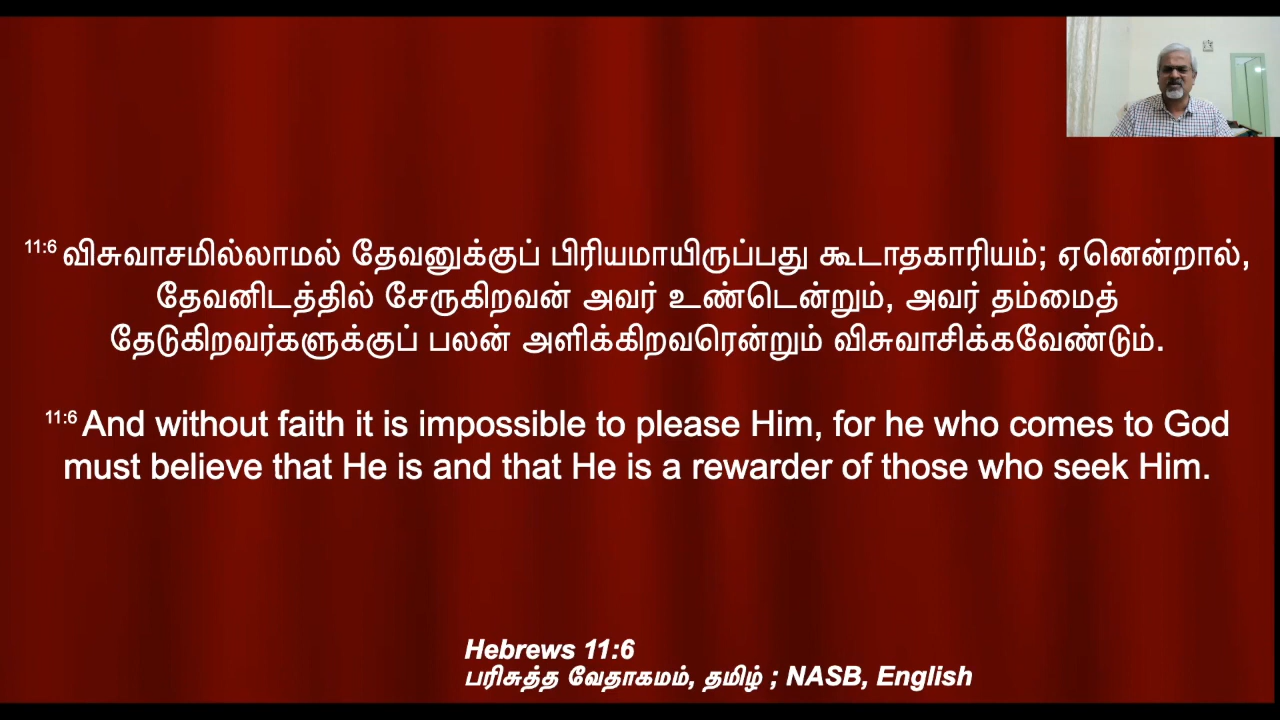 11:6 விசுவாசமில்லாமல் தேவனுக்குப் பிரியமாயிருப்பது கூடாதகாரியம்; ஏனென்றால்,
தேவனிடத்தில் சேருகிறவன் அவர் உண்டென்றும், அவர் தம்மைத்
தேடுகிறவர்களுக்குப் பலன் அளிக்கிறவரென்றும் விசுவாசிக்கவேண்டும்.
11:6 And without faith it is impossible to please Him, for he who comes to God
must believe that He is and that He is a rewarder of those who seek Him.
Hebrews 11:6
பரிசுத்த வேதாகமம், தமிழ் ; NASB, English